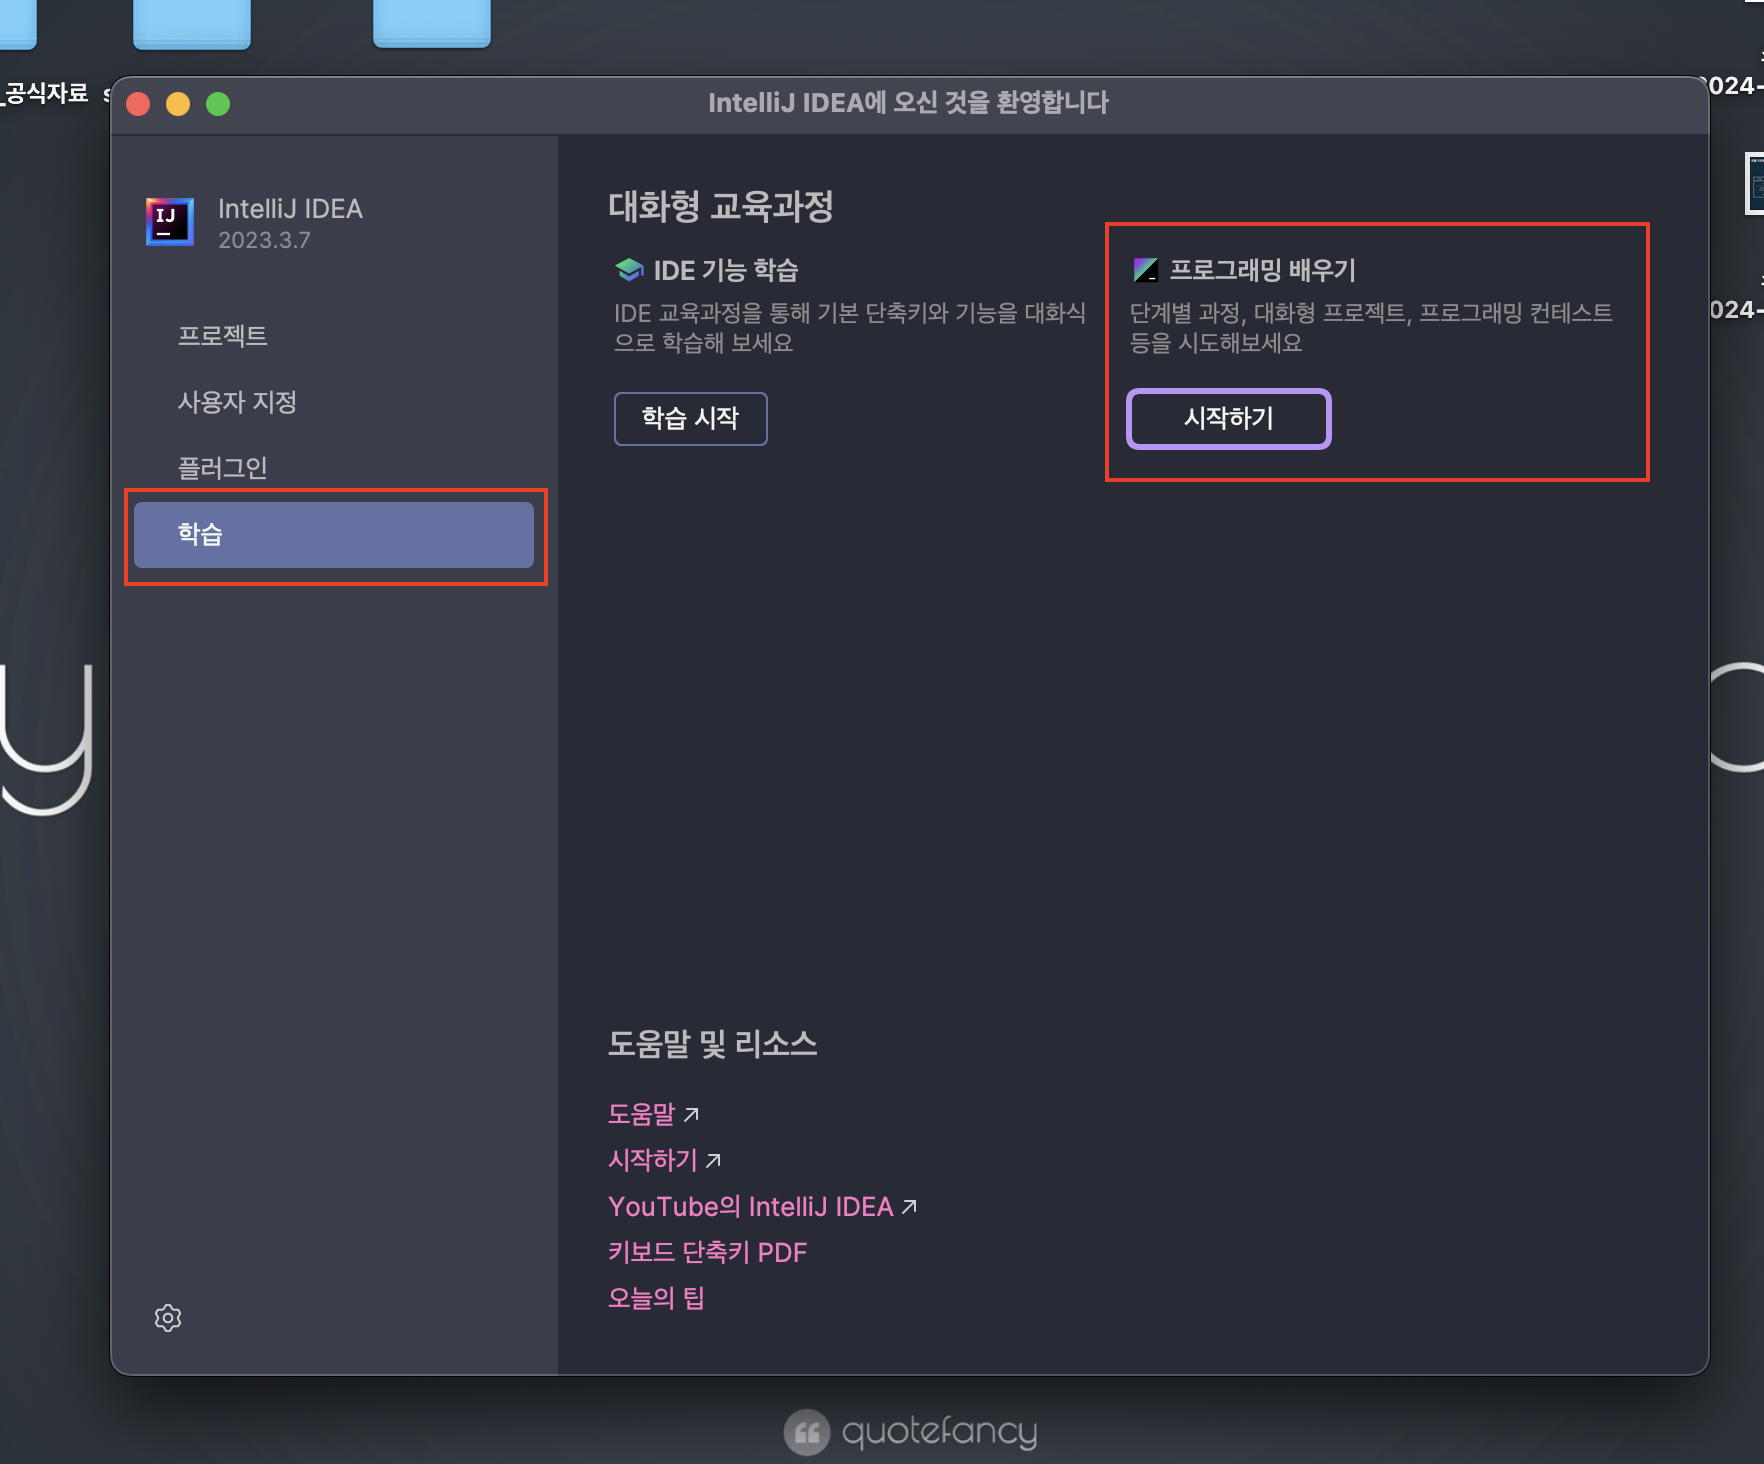 _공식자료
IntelliJ IDEA에 오신 것을 환영합니다
IJ
IntelliJ IDEA
2023.3.7
프로젝트
사용자 지정
플러그인
학습
대화형 교육과정
IDE 기능 학습
IDE 교육과정을 통해 기본 단축키와 기능을 대화식
으로 학습해 보세요
학습 시작
프로그래밍 배우기
단계별 과정, 대화형 프로젝트, 프로그래밍 컨테스트
등을 시도해보세요
시작하기
도움말 및 리소스
도움말
시작하기
YouTube의 IntelliJ IDEA
키보드 단축키 PDF
오늘의 팁
024-
024-
y
quotefancy